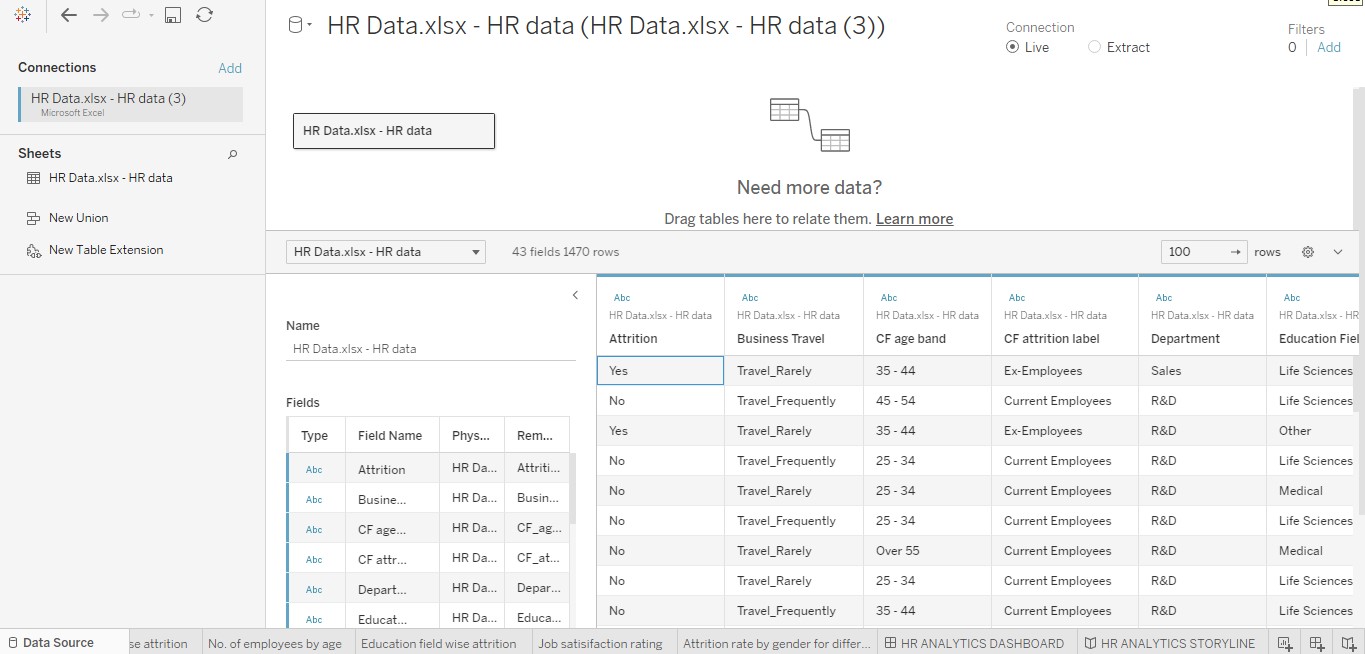 HR Data.xlsx - HR data (HR Data.xlsx - HR data (3))
Connection
Live
Extract
Filters
0
Add
Connections
Add
HR Data.xlsx - HR data (3)
Microsoft Excel
Sheets
HR Data.xlsx - HR data
New Union
New Table Extension
HR Data.xlsx - HR data
Need more data?
Drag tables here to relate them. Learn more
HR Data.xlsx - HR data
43 fields 1470 rows
100
rows
Name
HR Data.xlsx - HR data
Fields
Type Field Name Phys... Rem...
Abc Attrition HR Da... Attriti...
Abc Busine... HR Da... Busin...
Abc CF age... HR Da... CF_ag...
Abc CF attr... HR Da... CF_at...
Abc Depart... HR Da... Depar...
Abc Educat... HR Da... Educa...
Abc Abc Abc Abc Abc Abc
HR Data.xlsx - HR data HR Data.xlsx - HR data HR Data.xlsx - HR data HR Data.xlsx - HR data HR Data.xlsx - HR data HR Data.xlsx - HR
Attrition Business Travel CF age band CF attrition label Department Education Fiel
Yes Travel_Rarely 35 - 44 Ex-Employees Sales Life Sciences
No Travel_Frequently 45 - 54 Current Employees R&D Life Sciences
Yes Travel_Rarely 35 - 44 Ex-Employees R&D Other
No Travel_Frequently 25 - 34 Current Employees R&D Life Sciences
No Travel_Rarely 25 - 34 Current Employees R&D Medical
No Travel_Frequently 25 - 34 Current Employees R&D Life Sciences
No Travel_Rarely Over 55 Current Employees R&D Medical
No Travel_Rarely 25 - 34 Current Employees R&D Life Sciences
No Travel_Frequently 35 - 44 Current Employees R&D Life Sciences
Data Source se attrition No. of employees by age Education field wise attrition Job satisifaction rating Attrition rate by gender for differ... HR ANALYTICS DASHBOARD HR ANALYTICS STORYLINE